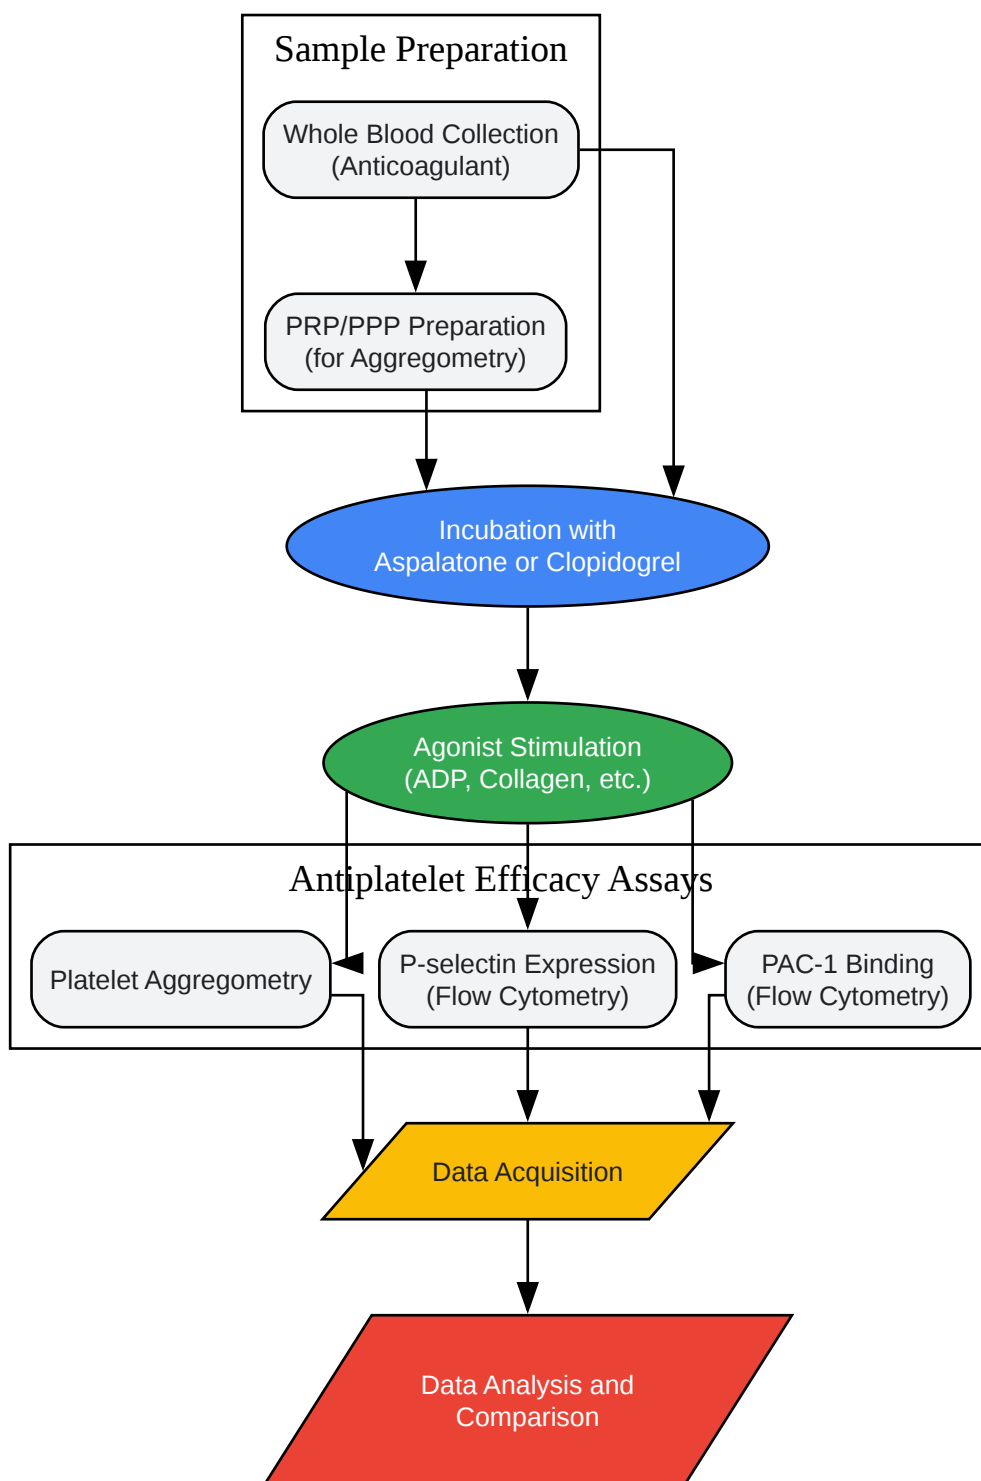 Sample Preparation
Whole Blood Collection
(Anticoagulant)
PRP/PPP Preparation
(for Aggregometry)
Incubation with
Aspalatone or Clopidogrel
Agonist Stimulation
(ADP, Collagen, etc.)
Antiplatelet Efficacy Assays
Platelet Aggregometry
P-selectin Expression
(Flow Cytometry)
PAC-1 Binding
(Flow Cytometry)
Data Acquisition
Data Analysis and
Comparison